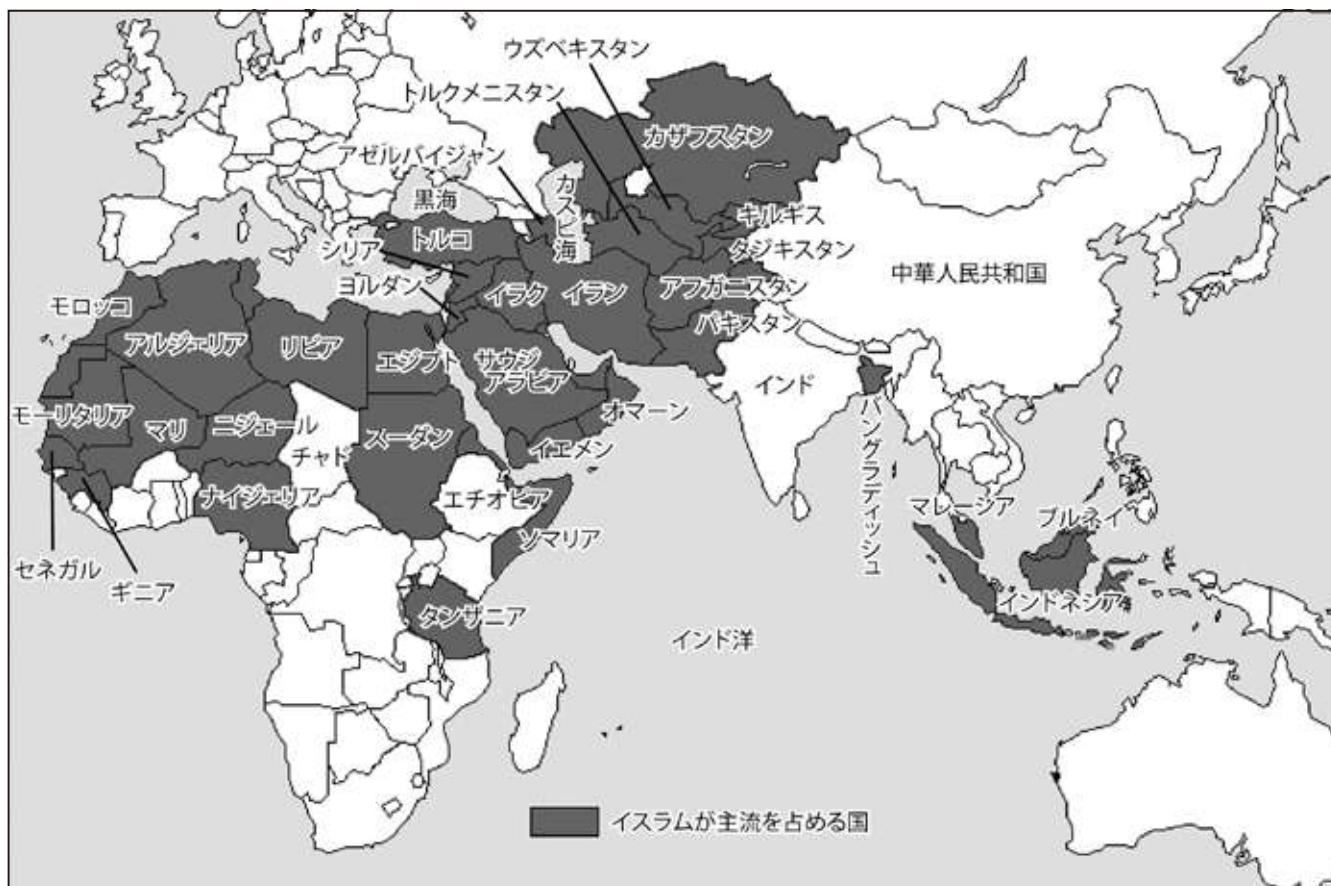 ウズベキスタン
トルクメニスタン
カザフスタン
アゼルバイジャン
カスピ海
黒海
キルギス
トルコ
シリア
タジキスタン
中華人民共和国
ヨルダン
イラク
イラン
アフガニスタン
モロッコ
パキスタン
アルジェリア
リビア
エジプト
サウジ
アラビア
インド
モーリタリア
マリ
ニジェール
スーダン
オマーン
イエメン
チャド
バングラディッシュ
ナイジェリア
エチオピア
マレーシア
ブルネイ
ソマリア
セネガル
ギニア
タンザニア
インドネシア
インド洋
イスラムが主流を占める国